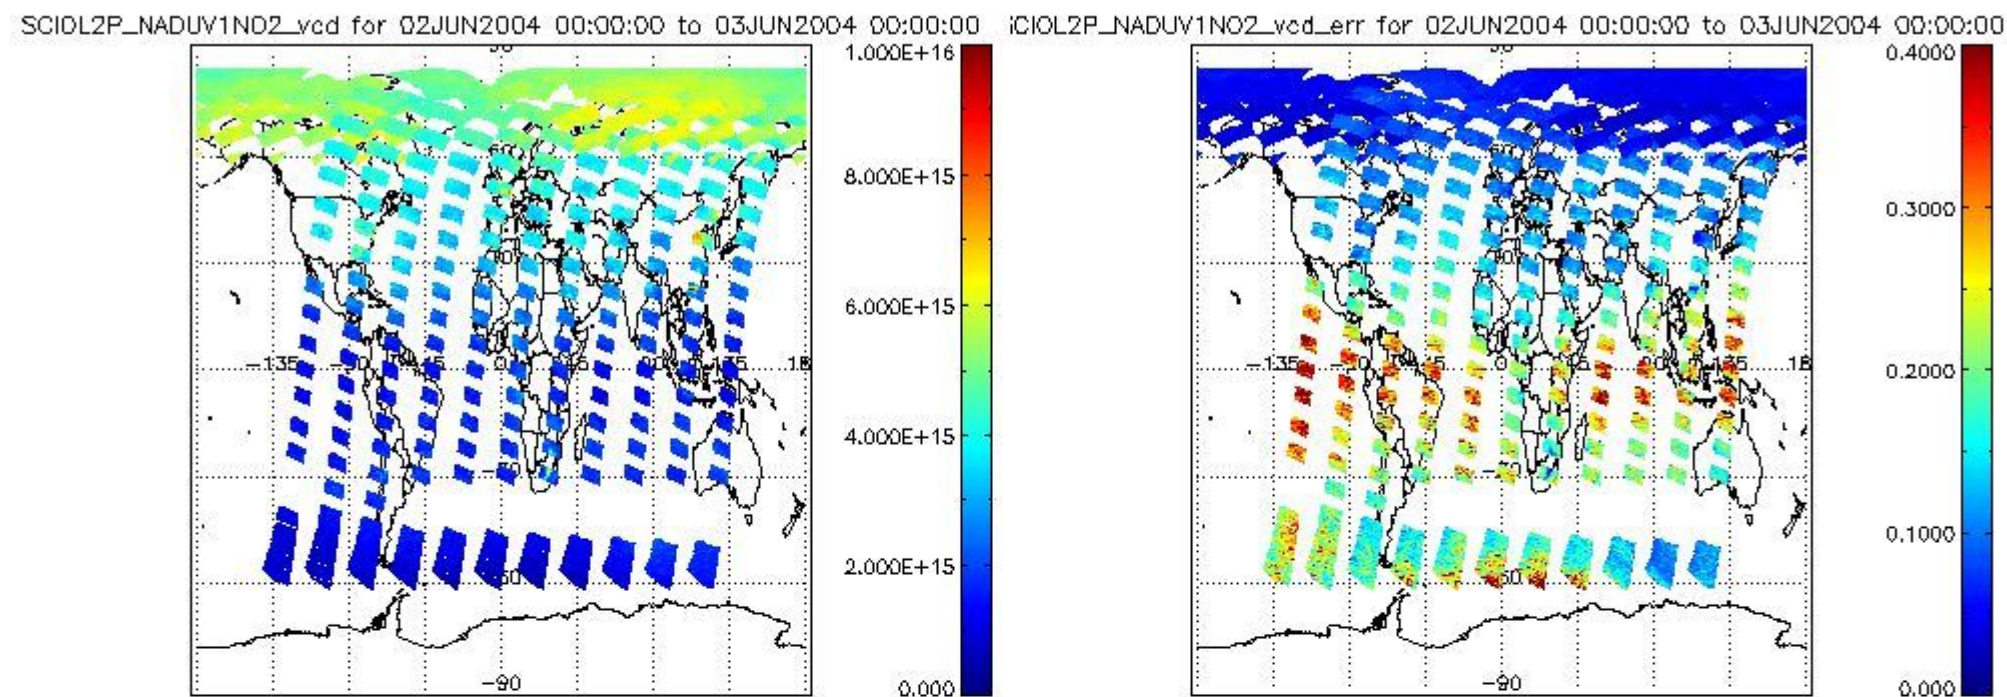 SCIOL2P_NADUV1NO2_vcd for 02JUN2004 00:00:00 to 03JUN2004 00:00:00
1.000E+16
8.000E+15
6.000E+15
4.000E+15
2.000E+15
0.000
-135
-90
CIOL2P_NADUV1NO2_vcd_err for 02JUN2004 00:00:00 to 03JUN2004 00:00:00
0.4000
0.3000
0.2000
0.1000
0.000
-135
-90